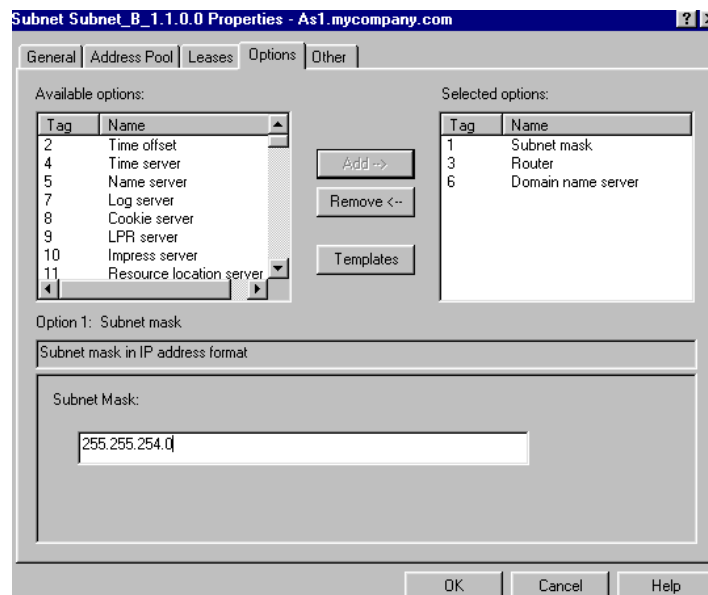 Subnet Subnet_B_1.1.0.0 Properties - As1.mycompany.com
General Address Pool Leases Options Other
Available options:
Selected options:
Tag Name
2 Time offset
4 Time server
5 Name server
7 Log server
8 Cookie server
9 LPR server
10 Impress server
11 Resource location server
Add -->
Remove <--
Templates
Tag Name
1 Subnet mask
3 Router
6 Domain name server
Option 1: Subnet mask
Subnet mask in IP address format
Subnet Mask:
255.255.254.0
OK Cancel Help